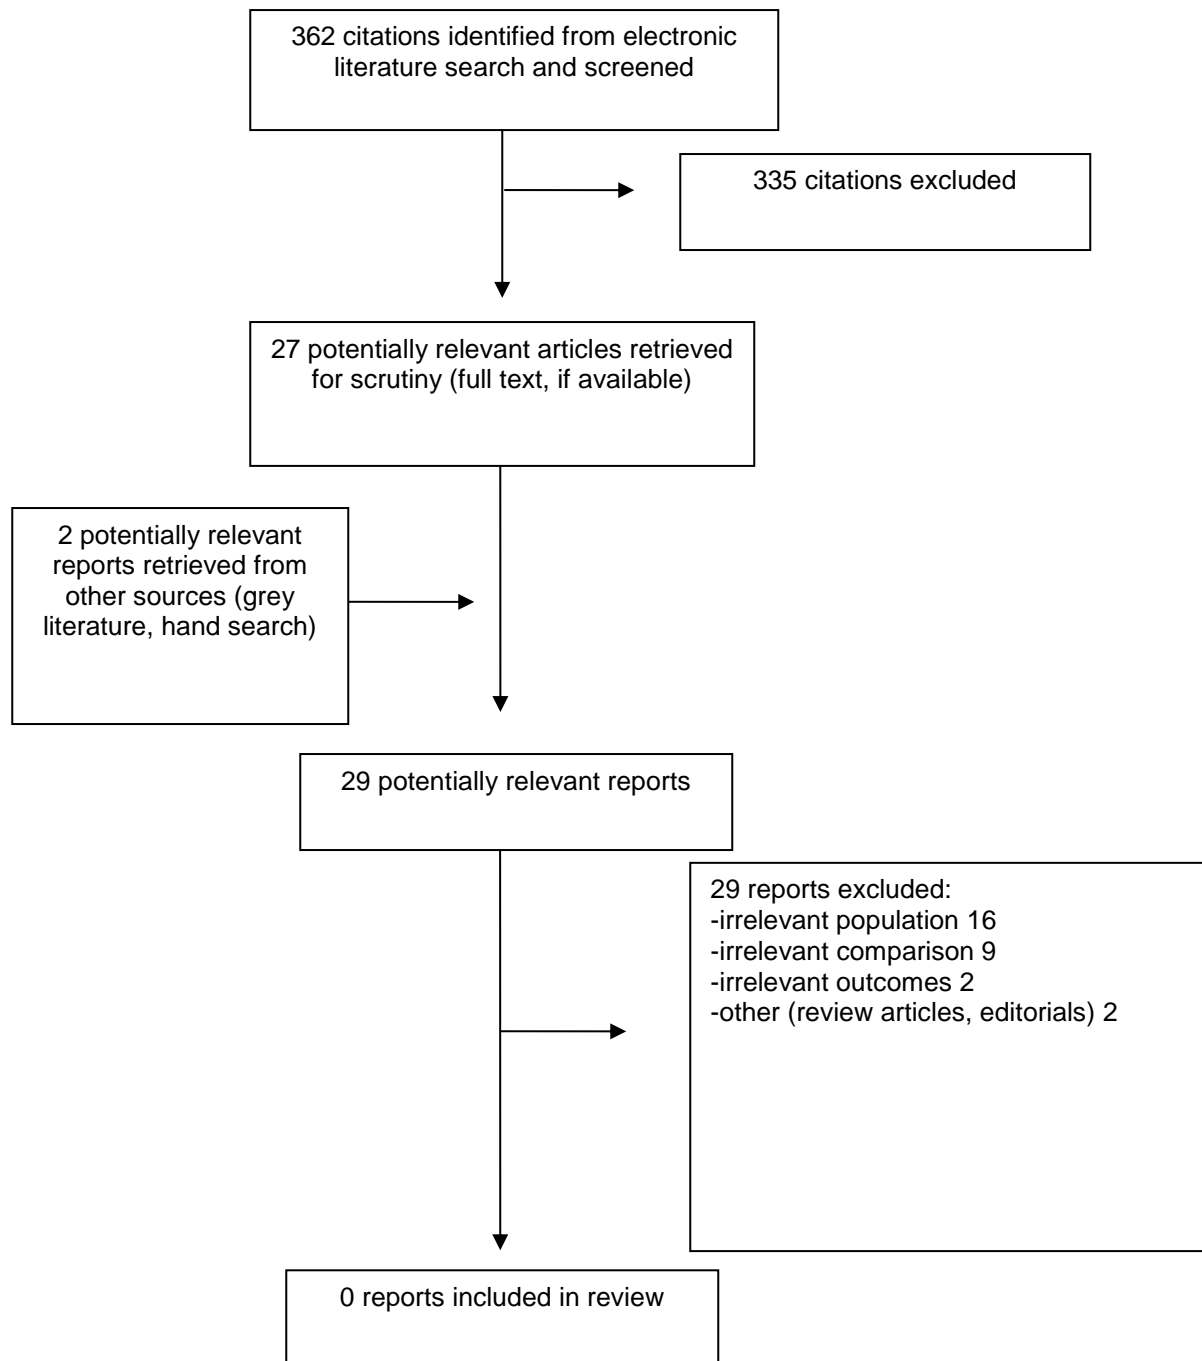 362 citations identified from electronic
literature search and screened
335 citations excluded
27 potentially relevant articles retrieved
for scrutiny (full text, if available)
2 potentially relevant
reports retrieved from
other sources (grey
literature, hand search)
29 potentially relevant reports
29 reports excluded:
-irrelevant population 16
-irrelevant comparison 9
-irrelevant outcomes 2
-other (review articles, editorials) 2
0 reports included in review